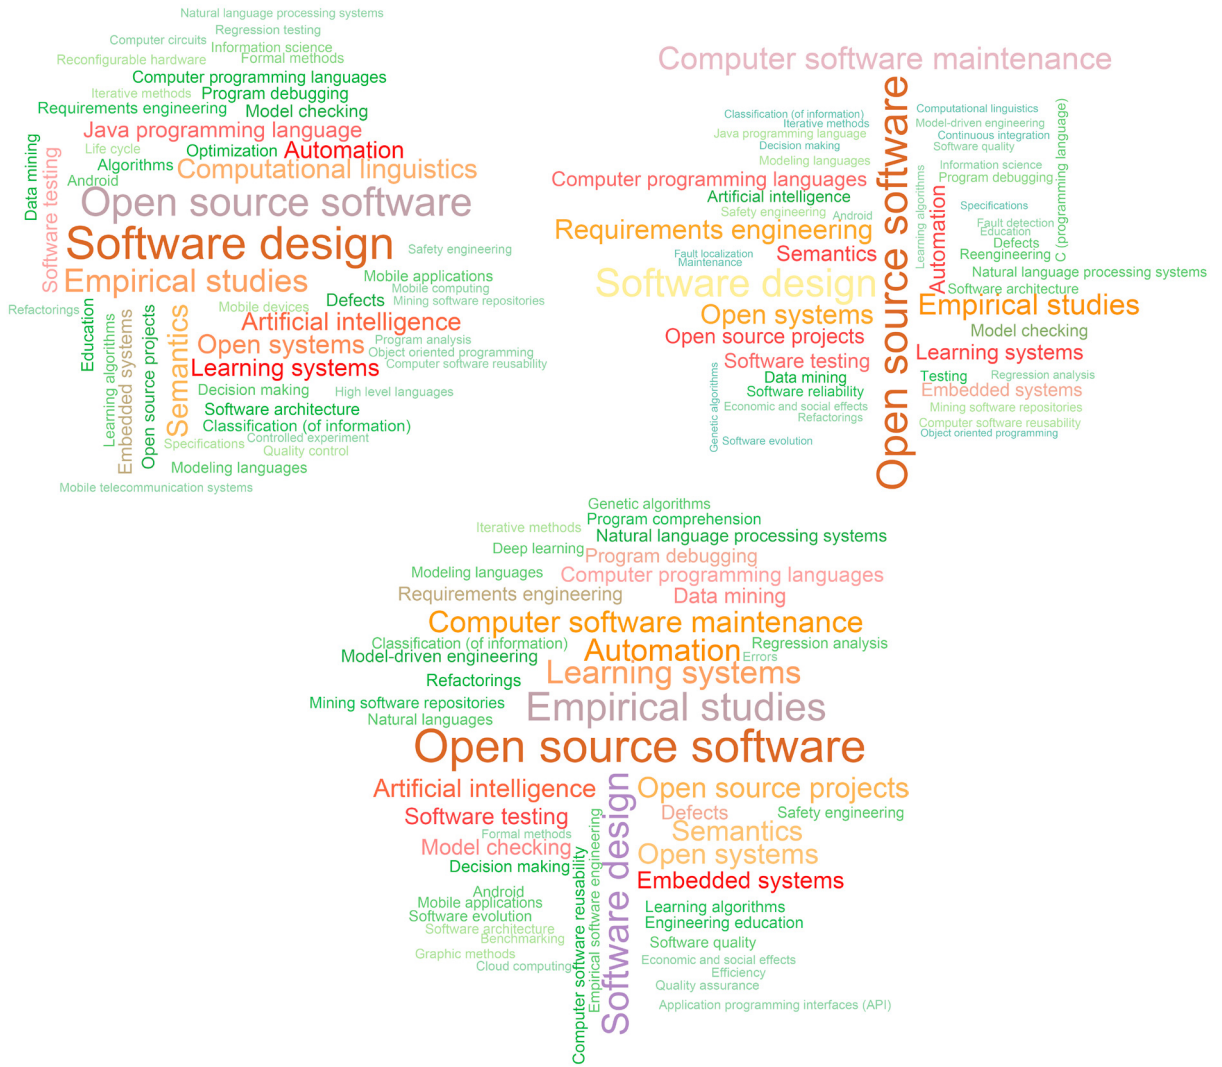 Natural language processing systems
Regression testing
Computer circuits
Information science
Reconfigurable hardware
Formal methods
Computer programming languages
Iterative methods
Program debugging
Requirements engineering
Model checking
Java programming language
Life cycle
Optimization
Automation
Data mining
Software testing
Algorithms
Computational linguistics
Android
Open source software
Software design
Safety engineering
Empirical studies
Mobile applications
Mobile computing
Refactorings
Mobile devices
Defects
Mining software repositories
Education
Learning algorithms
Embedded systems
Open source projects
Semantics
Artificial intelligence
Program analysis
Open systems
Object oriented programming
Learning systems
Computer software reusability
Decision making
High level languages
Software architecture
Classification (of information)
Specifications
Controlled experiment
Quality control
Modeling languages
Mobile telecommunication systems
Computer software maintenance
Open source software
Classification (of information)
Iterative methods
Java programming language
Decision making
Modeling languages
Computer programming languages
Artificial intelligence
Safety engineering
Android
Requirements engineering
Fault localization
Semantics
Maintenance
Software design
Open systems
Open source projects
Software testing
Genetic algorithms
Data mining
Software reliability
Economic and social effects
Refactorings
Software evolution
Computational linguistics
Model-driven engineering
Continuous integration
Software quality
C (programming language)
Information science
Program debugging
Learning algorithms
Automation
Specifications
Fault detection
Education
Defects
Reengineering
Natural language processing systems
Software architecture
Empirical studies
Model checking
Learning systems
Testing
Regression analysis
Embedded systems
Mining software repositories
Computer software reusability
Object oriented programming
Genetic algorithms
Program comprehension
Iterative methods
Natural language processing systems
Deep learning
Program debugging
Modeling languages
Computer programming languages
Requirements engineering
Data mining
Computer software maintenance
Classification (of information)
Automation
Regression analysis
Model-driven engineering
Errors
Learning systems
Refactorings
Mining software repositories
Empirical studies
Natural languages
Open source software
Artificial intelligence
Software design
Open source projects
Software testing
Defects
Safety engineering
Formal methods
Semantics
Model checking
Open systems
Decision making
Computer software reusability
Empirical software engineering
Embedded systems
Android
Mobile applications
Learning algorithms
Software evolution
Engineering education
Software architecture
Benchmarking
Software quality
Graphic methods
Economic and social effects
Cloud computing
Efficiency
Quality assurance
Application programming interfaces (API)